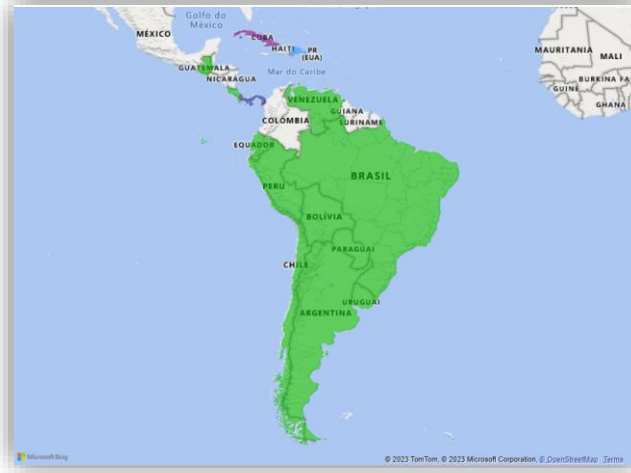 Golfo do
México
MÉXICO
CUBA
HAITI
PR
(EUA)
GUATEMALA
Mar do Caribe
NICARÁGUA
MAURITÂNIA
MALI
BURKINA FA
GUINÉ
GHANA
VENEZUELA
GUIANA
COLÔMBIA
SURINAME
EQUADOR
BRASIL
PERU
BOLÍVIA
PARAGUAI
CHILE
URUGUAI
ARGENTINA
Microsoft Bing
© 2023 TomTom, © 2023 Microsoft Corporation, © OpenStreetMap Terms